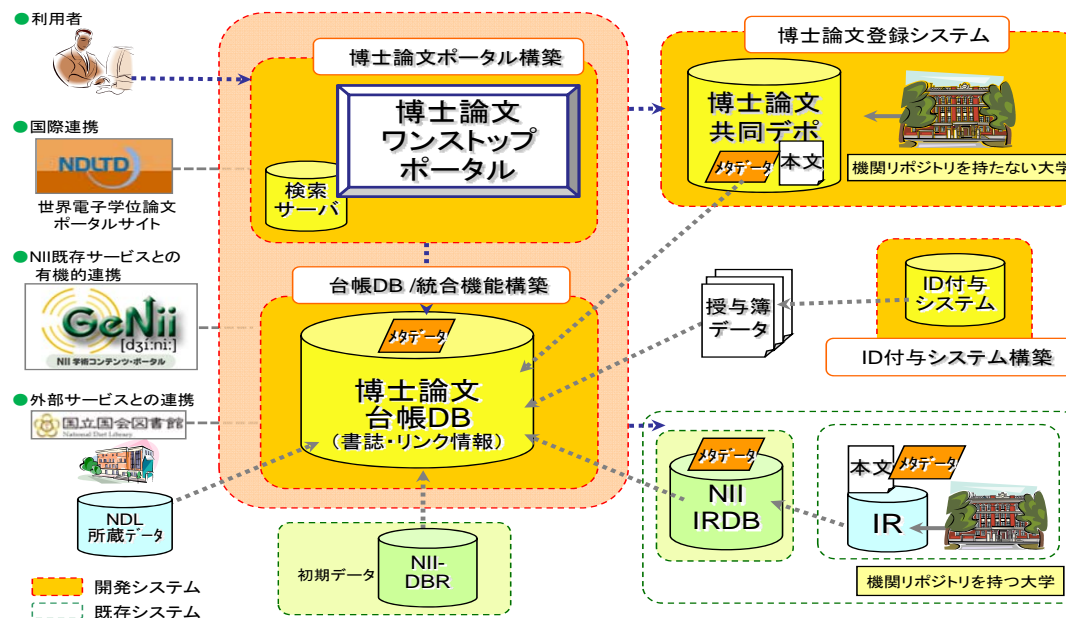 ●利用者
●国際連携
NDLTD
世界電子学位論文
ポータルサイト
●NII既存サービスとの
有機的連携
GeNii
[dʒi:ni:]
NII 学術コンテンツ・ポータル
●外部サービスとの連携
国立国会図書館
National Diet Library
NDL
所蔵データ
開発システム
既存システム
博士論文ポータル構築
博士論文
ワンストップ
ポータル
検索
サーバ
台帳DB /統合機能構築
メタデータ
博士論文
台帳DB
（書誌・リンク情報）
初期データ
NII-
DBR
博士論文登録システム
博士論文
共同デポ
メタデータ
本文
機関リポジトリを持たない大学
授与簿
データ
ID付与
システム
ID付与システム構築
メタデータ
NII
IRDB
本文
メタデータ
IR
機関リポジトリを持つ大学